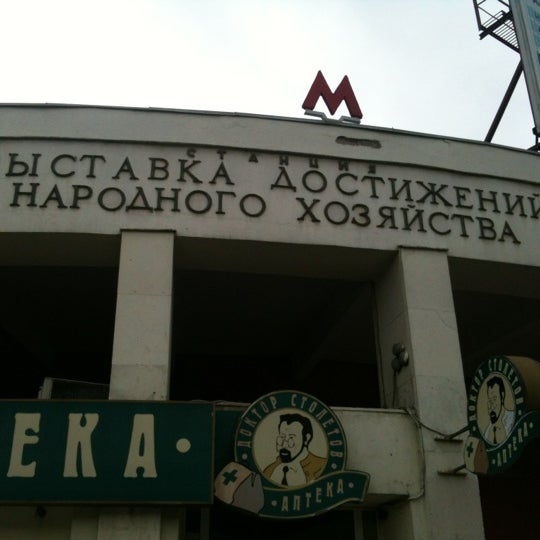 М
СТАНЦИЯ
ЫСТАВКА ДОСТИЖЕНИЙ
НАРОДНОГО ХОЗЯЙСТВА
ЕКА
ДОКТОР СТОЛЕТОВ
АПТЕКА
ДОКТОР СТОЛЕТОВ
АПТЕКА